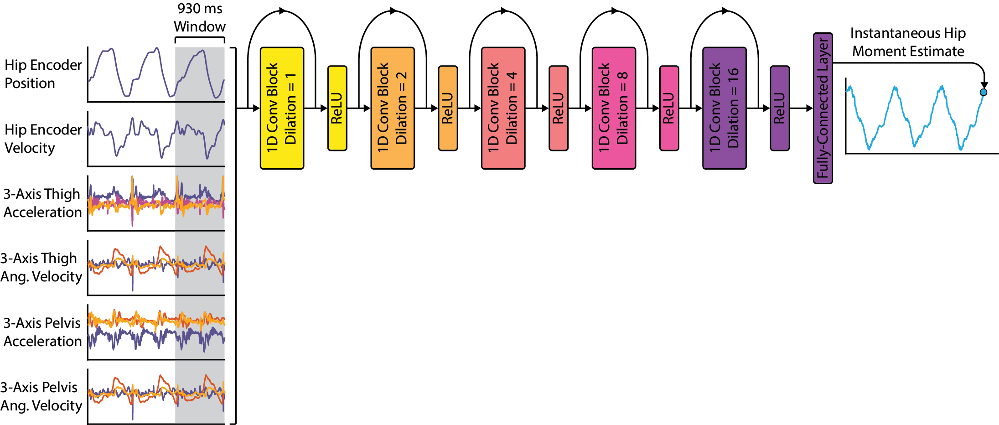 930 ms
Window
Hip Encoder
Position
Hip Encoder
Velocity
3-Axis Thigh
Acceleration
3-Axis Thigh
Ang. Velocity
3-Axis Pelvis
Acceleration
3-Axis Pelvis
Ang. Velocity
1D Conv Block
Dilation = 1
ReLU
1D Conv Block
Dilation = 2
ReLU
1D Conv Block
Dilation = 4
ReLU
1D Conv Block
Dilation = 8
ReLU
1D Conv Block
Dilation = 16
ReLU
Fully-Connected Layer
Instantaneous Hip
Moment Estimate